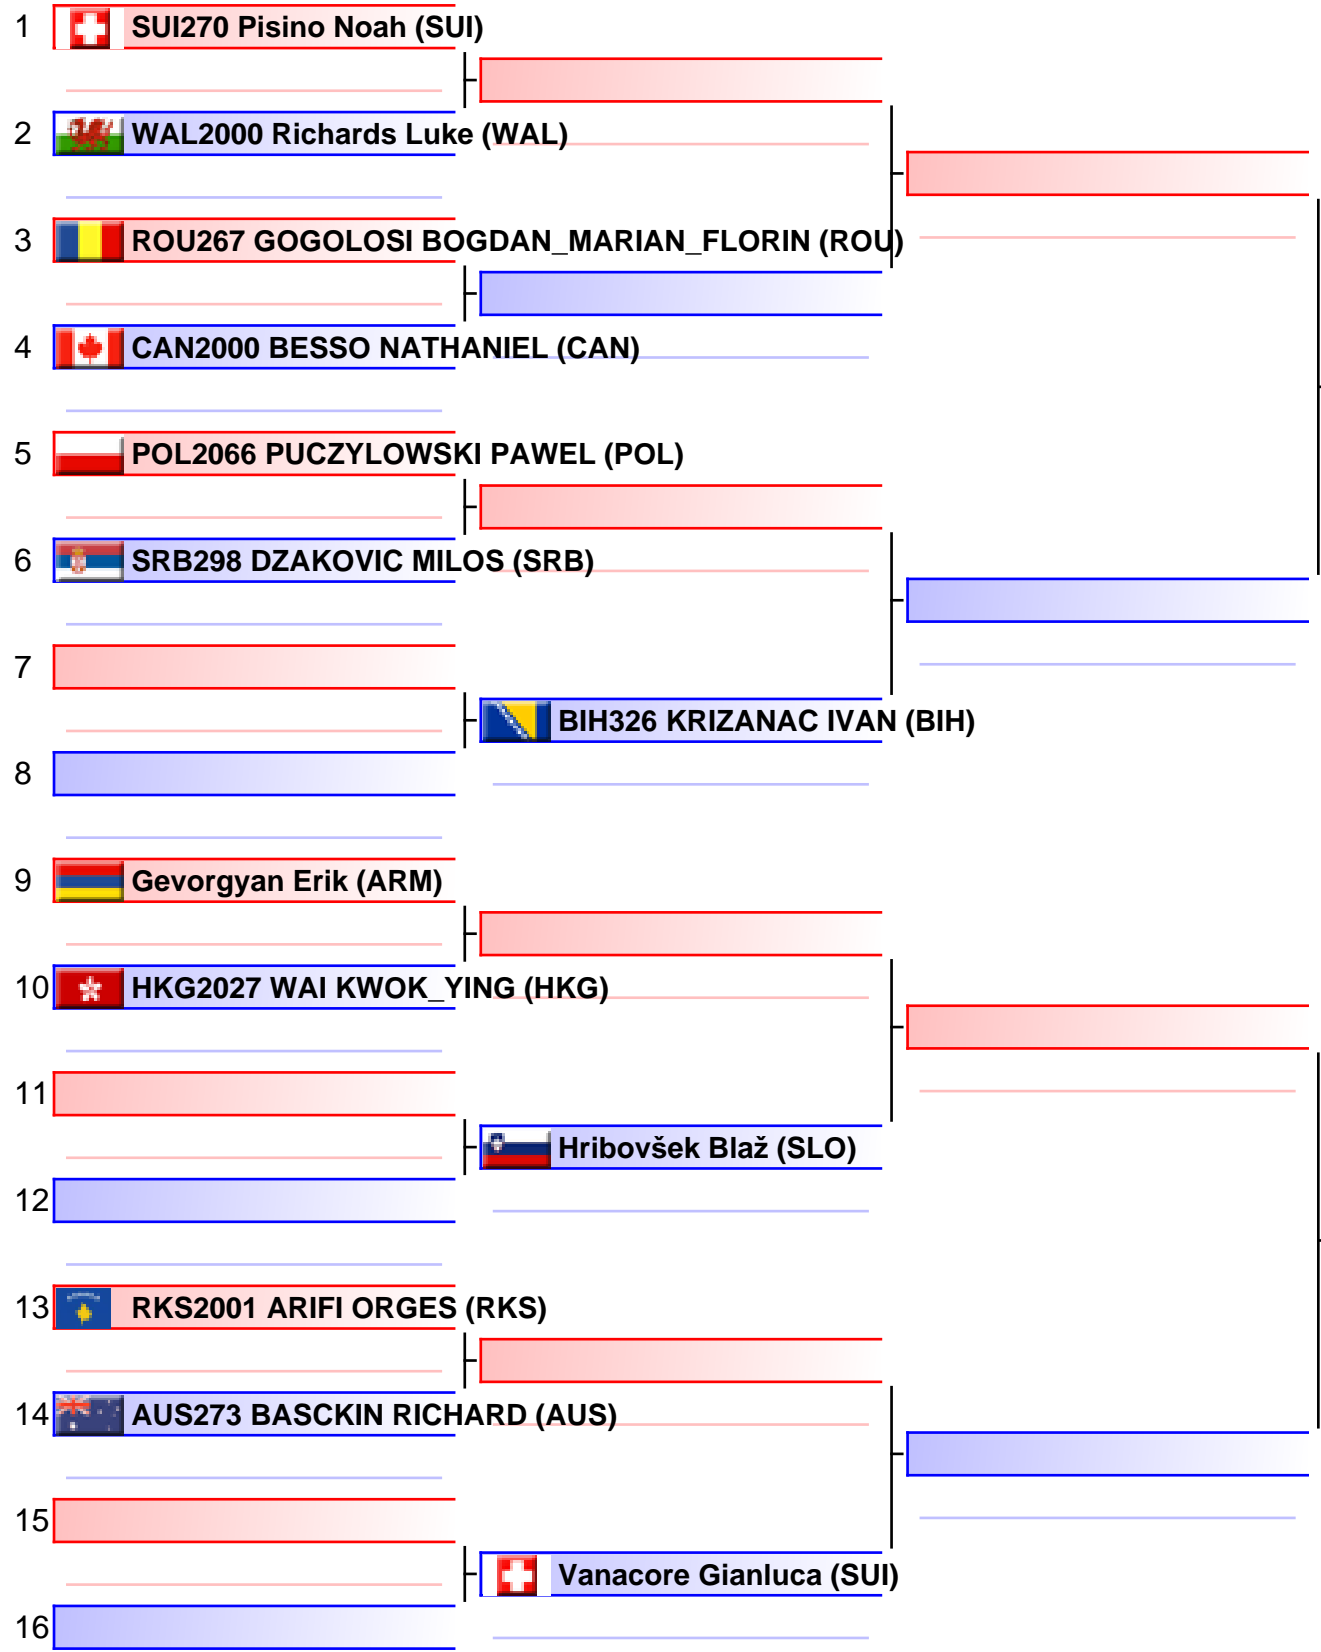 1 SUI270 Pisino Noah (SUI)
2 WAL2000 Richards Luke (WAL)
3 ROU267 GOGOLOSI BOGDAN_MARIAN_FLORIN (ROU)
4 CAN2000 BESSO NATHANIEL (CAN)
5 POL2066 PUCZYLOWSKI PAWEL (POL)
6 SRB298 DZAKOVIC MILOS (SRB)
7
BIH326 KRIZANAC IVAN (BIH)
8
9 Gevorgyan Erik (ARM)
10 HKG2027 WAI KWOK_YING (HKG)
11
Hribovšek Blaž (SLO)
12
13 RKS2001 ARIFI ORGES (RKS)
14 AUS273 BASCKIN RICHARD (AUS)
15
Vanacore Gianluca (SUI)
16